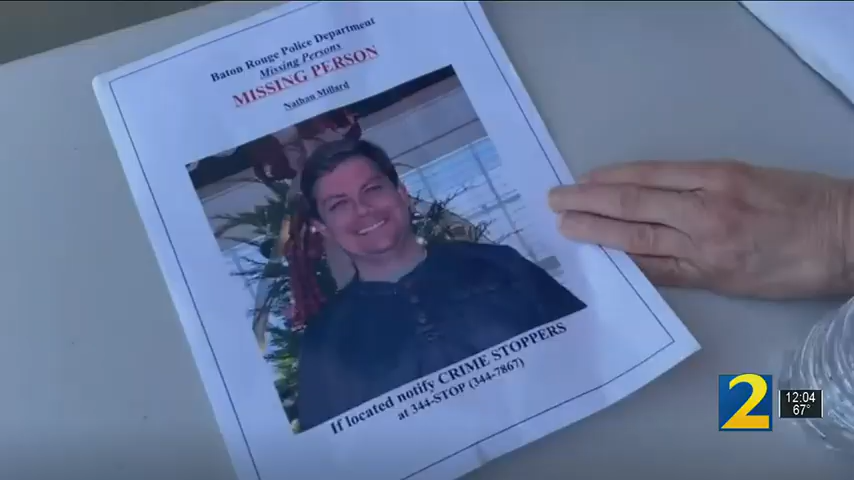 Baton Rouge Police Department
Missing Persons
MISSING PERSON
Nathan Millard
If located notify CRIME STOPPERS
at 344-STOP (344-7867)
2
12:04
67°